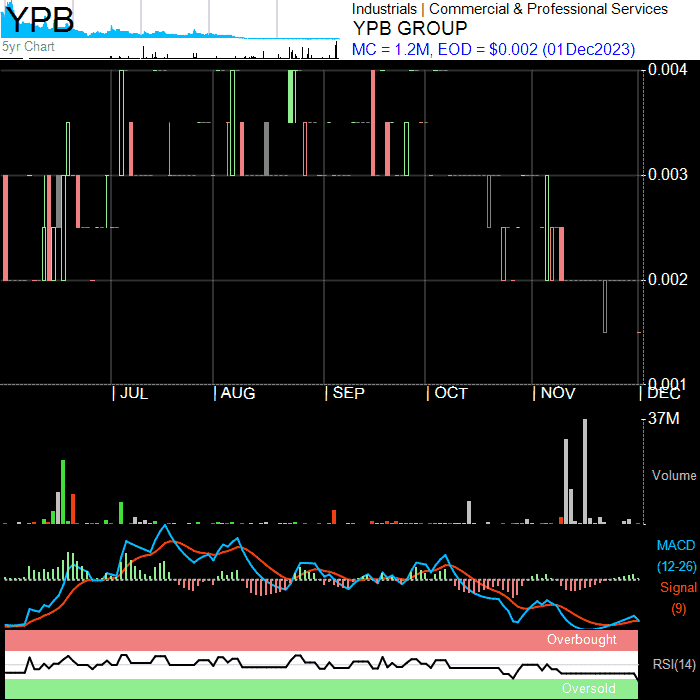 YPB
5yr Chart
Industrials | Commercial & Professional Services
YPB GROUP
MC = 1.2M, EOD = $0.002 (01Dec2023)
0.004
0.003
0.002
0.001
| JUL | AUG | SEP | OCT | NOV | DEC
37M
Volume
MACD
(12-26)
Signal
(9)
Overbought
RSI(14)
Oversold